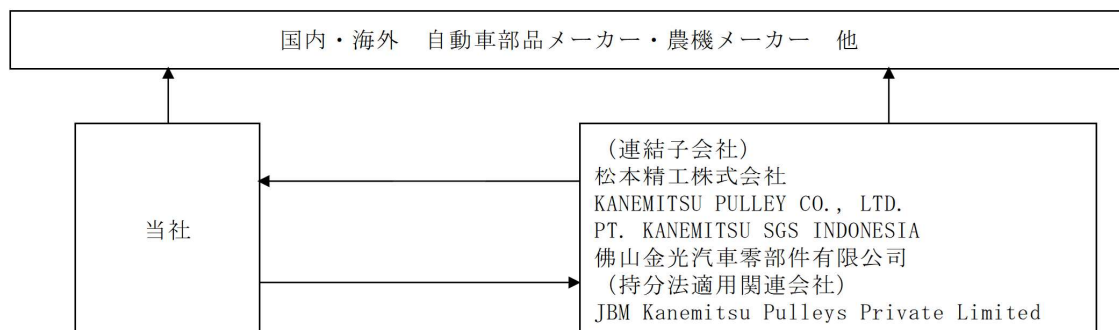 国内・海外　自動車部品メーカー・農機メーカー　他
当社
（連結子会社）
松本精工株式会社
KANEMITSU PULLEY CO., LTD.
PT. KANEMITSU SGS INDONESIA
佛山金光汽車零部件有限公司
（持分法適用関連会社）
JBM Kanemitsu Pulleys Private Limited